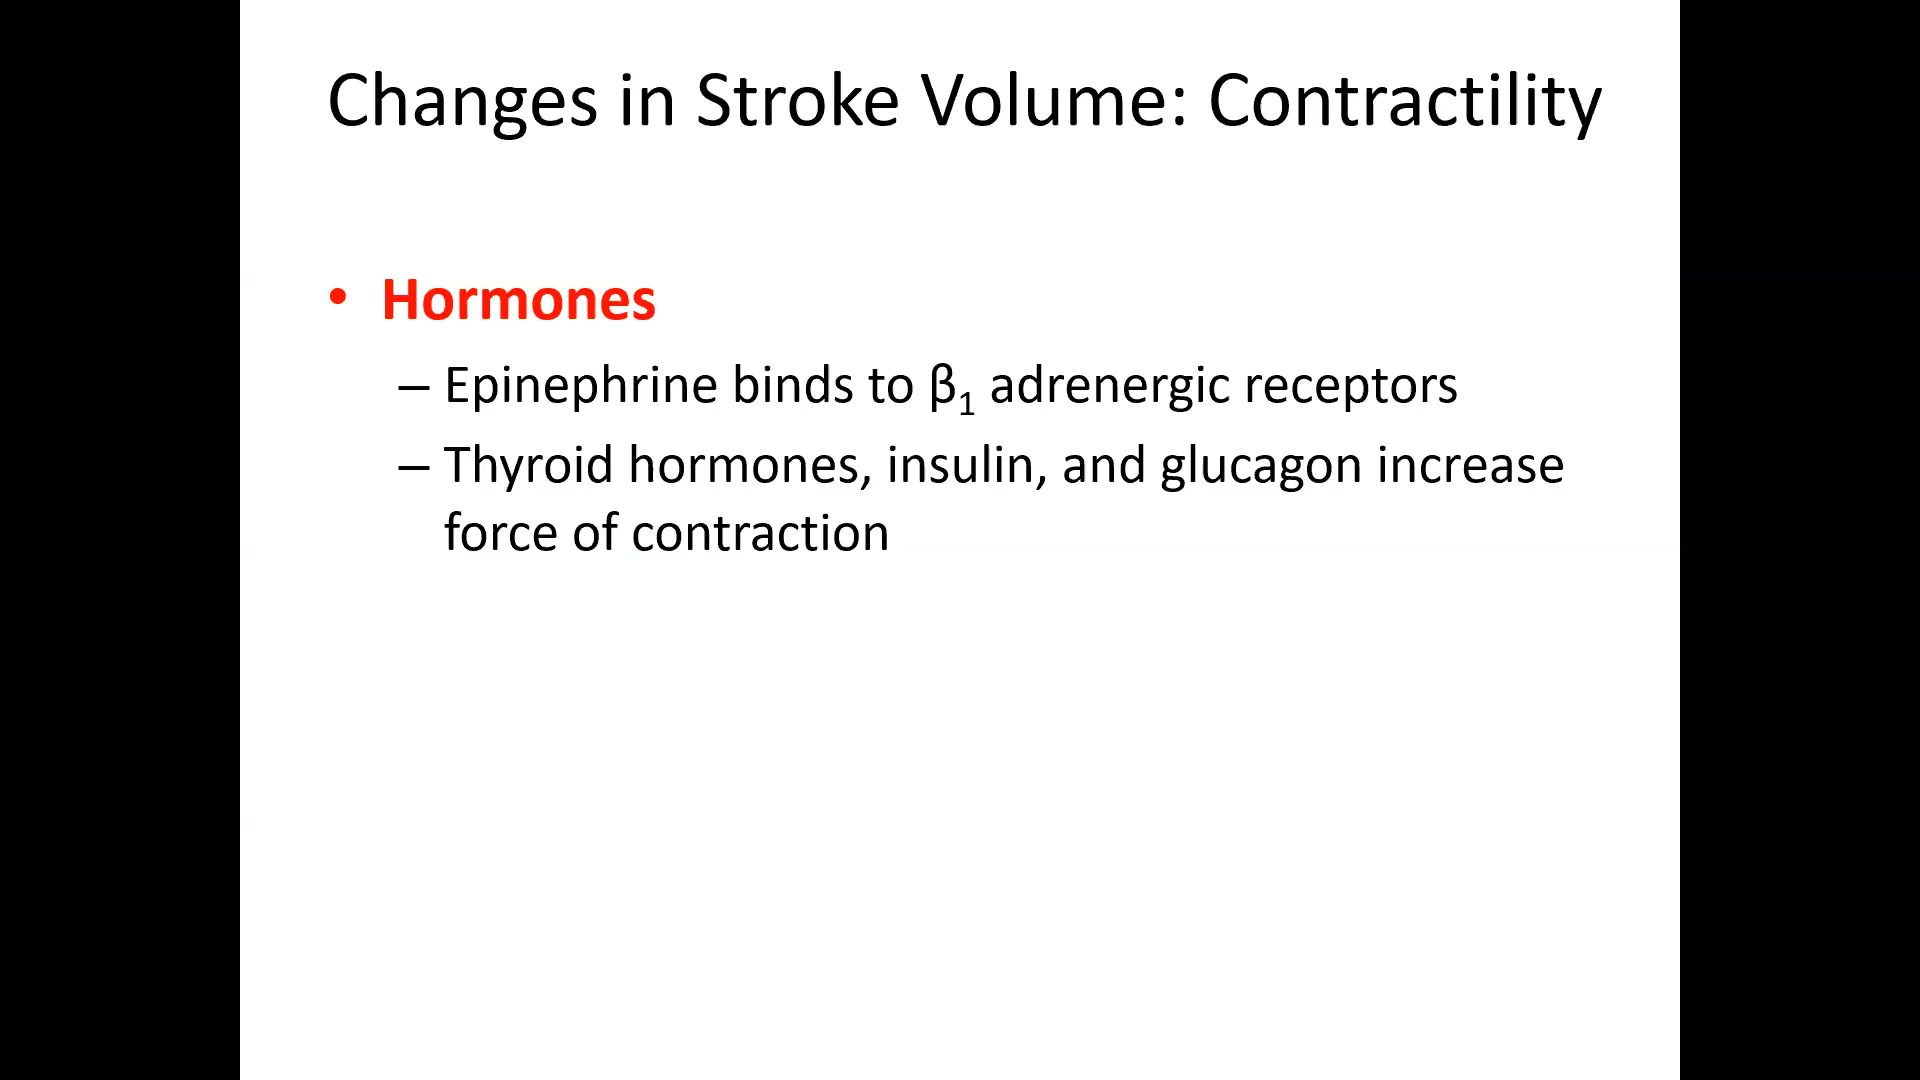 Changes in Stroke Volume: Contractility
• Hormones
– Epinephrine binds to β₁ adrenergic receptors
– Thyroid hormones, insulin, and glucagon increase
force of contraction